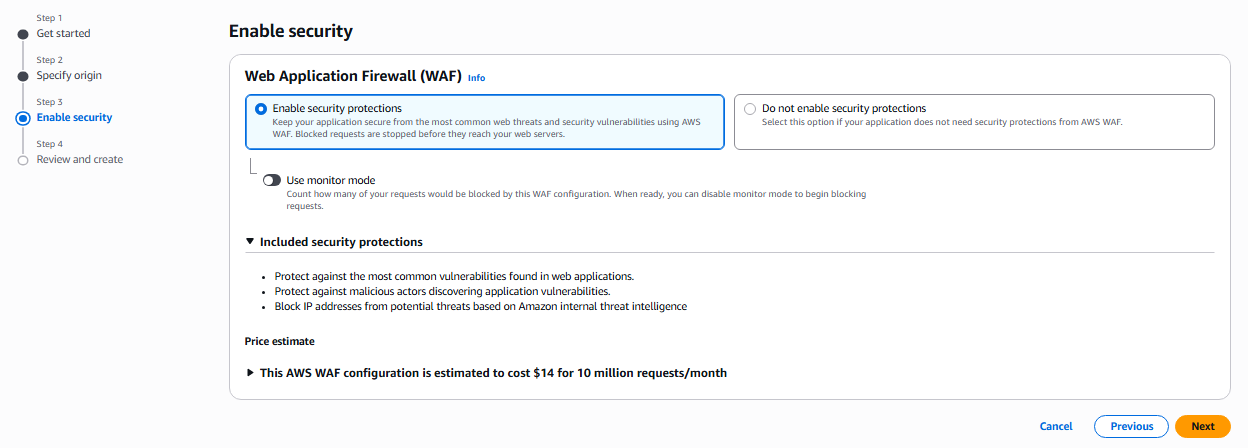 Step 1
Get started
Step 2
Specify origin
Step 3
Enable security
Step 4
Review and create
Enable security
Web Application Firewall (WAF) Info
Enable security protections
Keep your application secure from the most common web threats and security vulnerabilities using AWS
WAF. Blocked requests are stopped before they reach your web servers.
Do not enable security protections
Select this option if your application does not need security protections from AWS WAF.
Use monitor mode
Count how many of your requests would be blocked by this WAF configuration. When ready, you can disable monitor mode to begin blocking
requests.
Included security protections
• Protect against the most common vulnerabilities found in web applications.
• Protect against malicious actors discovering application vulnerabilities.
• Block IP addresses from potential threats based on Amazon internal threat intelligence
Price estimate
This AWS WAF configuration is estimated to cost $14 for 10 million requests/month
Cancel
Previous
Next